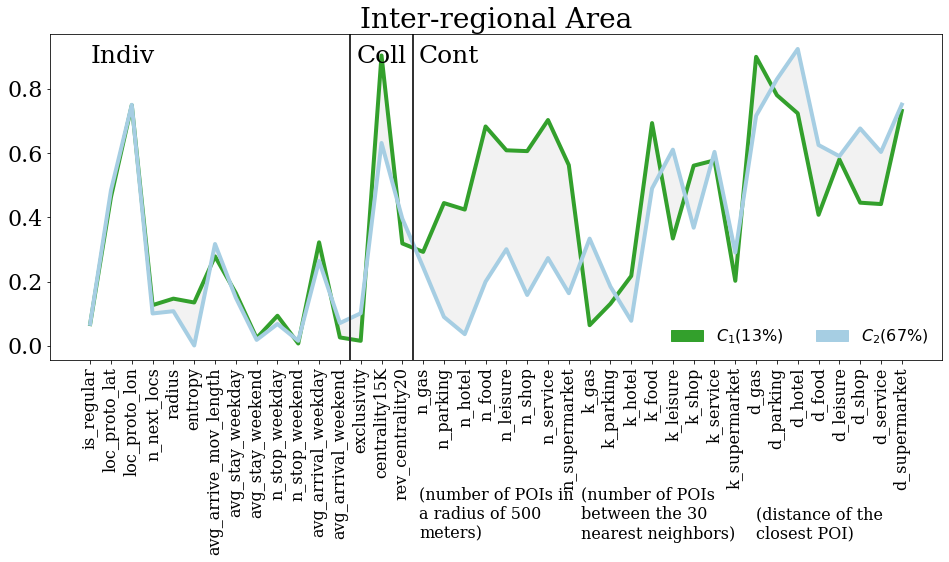 Inter-regional Area
Indiv
Coll
Cont
0.8
0.6
0.4
0.2
0.0
C1(13%)
C2(67%)
is_regular
loc_proto_lat
loc_proto_lon
n_next_locs
radius
entropy
avg_arrive_mov_length
avg_stay_weekday
avg_stay_weekend
n_stop_weekday
n_stop_weekend
avg_arrival_weekday
avg_arrival_weekend
exclusivity
centrality15K
rev_centrality20
n_gas
n_parking
n_hotel
n_food
n_leisure
n_shop
n_service
n_supermarket
k_gas
k_parking
k_hotel
k_food
k_leisure
k_shop
k_service
k_supermarket
d_gas
d_parking
d_hotel
d_food
d_leisure
d_shop
d_service
d_supermarket
(number of POIs in
a radius of 500
meters)
(number of POIs
between the 30
nearest neighbors)
(distance of the
closest POI)